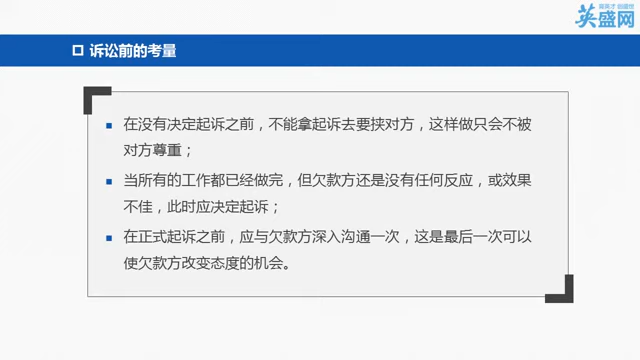 英盛网
诉讼前的考量
在没有决定起诉之前，不能拿起诉去要挟对方，这样做只会不被
对方尊重；
当所有的工作都已经做完，但欠款方还是没有任何反应，或效果
不佳，此时应决定起诉；
在正式起诉之前，应与欠款方深入沟通一次，这是最后一次可以
使欠款方改变态度的机会。